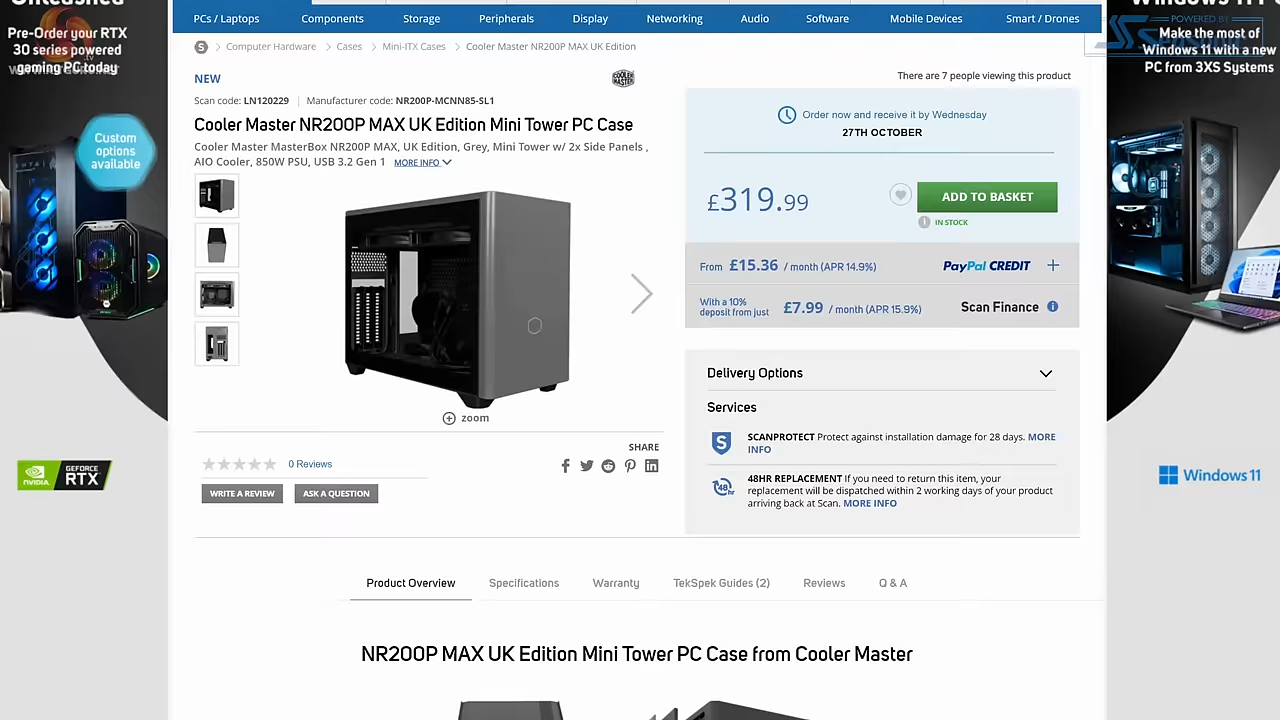 Unleashed
Pre-Order your RTX
30 series powered
gaming PC today
Custom
options
available
NVIDIA
GEFORCE
RTX
PCs / Laptops
Components
Storage
Peripherals
Display
Networking
Audio
Software
Mobile Devices
Smart / Drones
S
Computer Hardware
Cases
Mini-ITX Cases
Cooler Master NR200P MAX UK Edition
NEW
COOLER
MASTER
Scan code: LN120229
Manufacturer code: NR200P-MCNN85-SL1
Cooler Master NR200P MAX UK Edition Mini Tower PC Case
Cooler Master MasterBox NR200P MAX, UK Edition, Grey, Mini Tower w/ 2x Side Panels ,
AIO Cooler, 850W PSU, USB 3.2 Gen 1 MORE INFO
zoom
SHARE
0 Reviews
WRITE A REVIEW
ASK A QUESTION
There are 7 people viewing this product
Order now and receive it by Wednesday
27TH OCTOBER
£319.99
ADD TO BASKET
IN STOCK
From £15.36 / month (APR 14.9%)
PayPal CREDIT
With a 10%
deposit from just
£7.99 / month (APR 15.9%)
Scan Finance
Delivery Options
Services
S
SCANPROTECT Protect against installation damage for 28 days. MORE
INFO
48hr
48HR REPLACEMENT If you need to return this item, your
replacement will be dispatched within 2 working days of your product
arriving back at Scan. MORE INFO
Product Overview
Specifications
Warranty
TekSpek Guides (2)
Reviews
Q & A
NR200P MAX UK Edition Mini Tower PC Case from Cooler Master
POWERED BY
Make the most of
Windows 11 with a new
PC from 3XS Systems
Windows 11